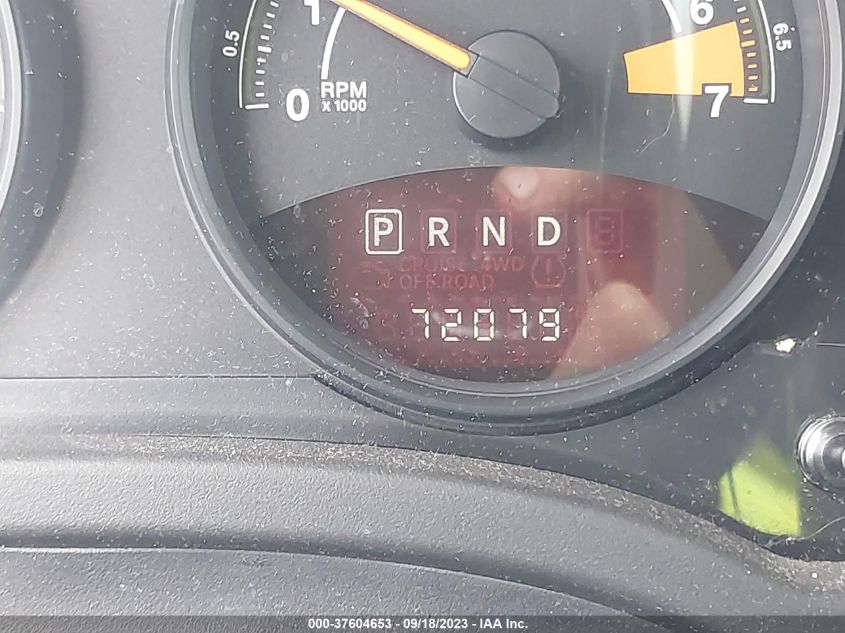 0.5
1
6
6.5
RPM
x 1000
0
7
P R N D
CRUISE 4WD
OFF ROAD
72079
000-37604653 - 09/18/2023 - IAA Inc.